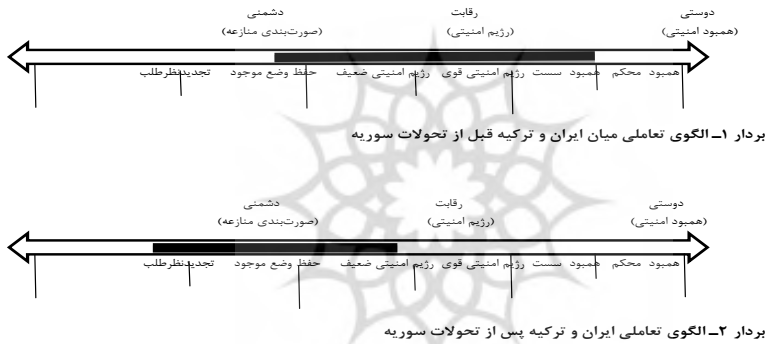 دوستی رقابت دشمنی
(همبود امنیتی) (رژیم امنیتی) (صورت‌بندی منازعه)
همبود محکم همبود سست رژیم امنیتی قوی رژیم امنیتی ضعیف حفظ وضع موجود تجدیدنظرطلب
بردار ۱ــ الگوی تعاملی میان ایران و ترکیه قبل از تحولات سوریه
دوستی رقابت دشمنی
(همبود امنیتی) (رژیم امنیتی) (صورت‌بندی منازعه)
همبود محکم همبود سست رژیم امنیتی قوی رژیم امنیتی ضعیف حفظ وضع موجود تجدیدنظرطلب
بردار ۲ــ الگوی تعاملی ایران و ترکیه پس از تحولات سوریه